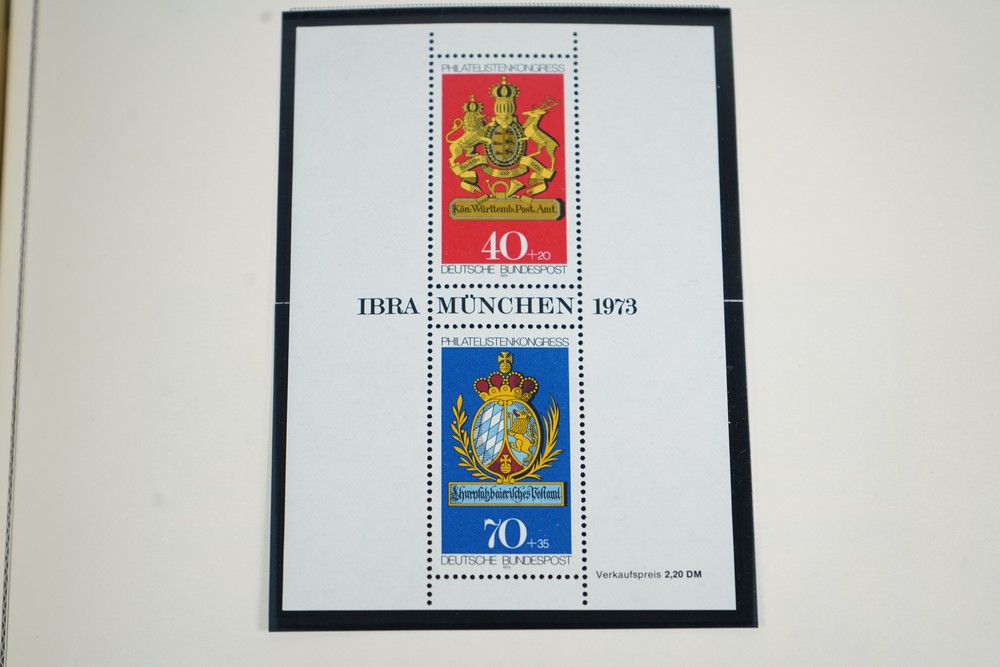 PHILATELISTENKONGRESS
Kön. Württemb. Post. Amt.
40+20
DEUTSCHE BUNDESPOST
IBRA MÜNCHEN 1973
PHILATELISTENKONGRESS
Churpfalzbaierisches Postamt
70+35
DEUTSCHE BUNDESPOST
Verkaufspreis 2,20 DM